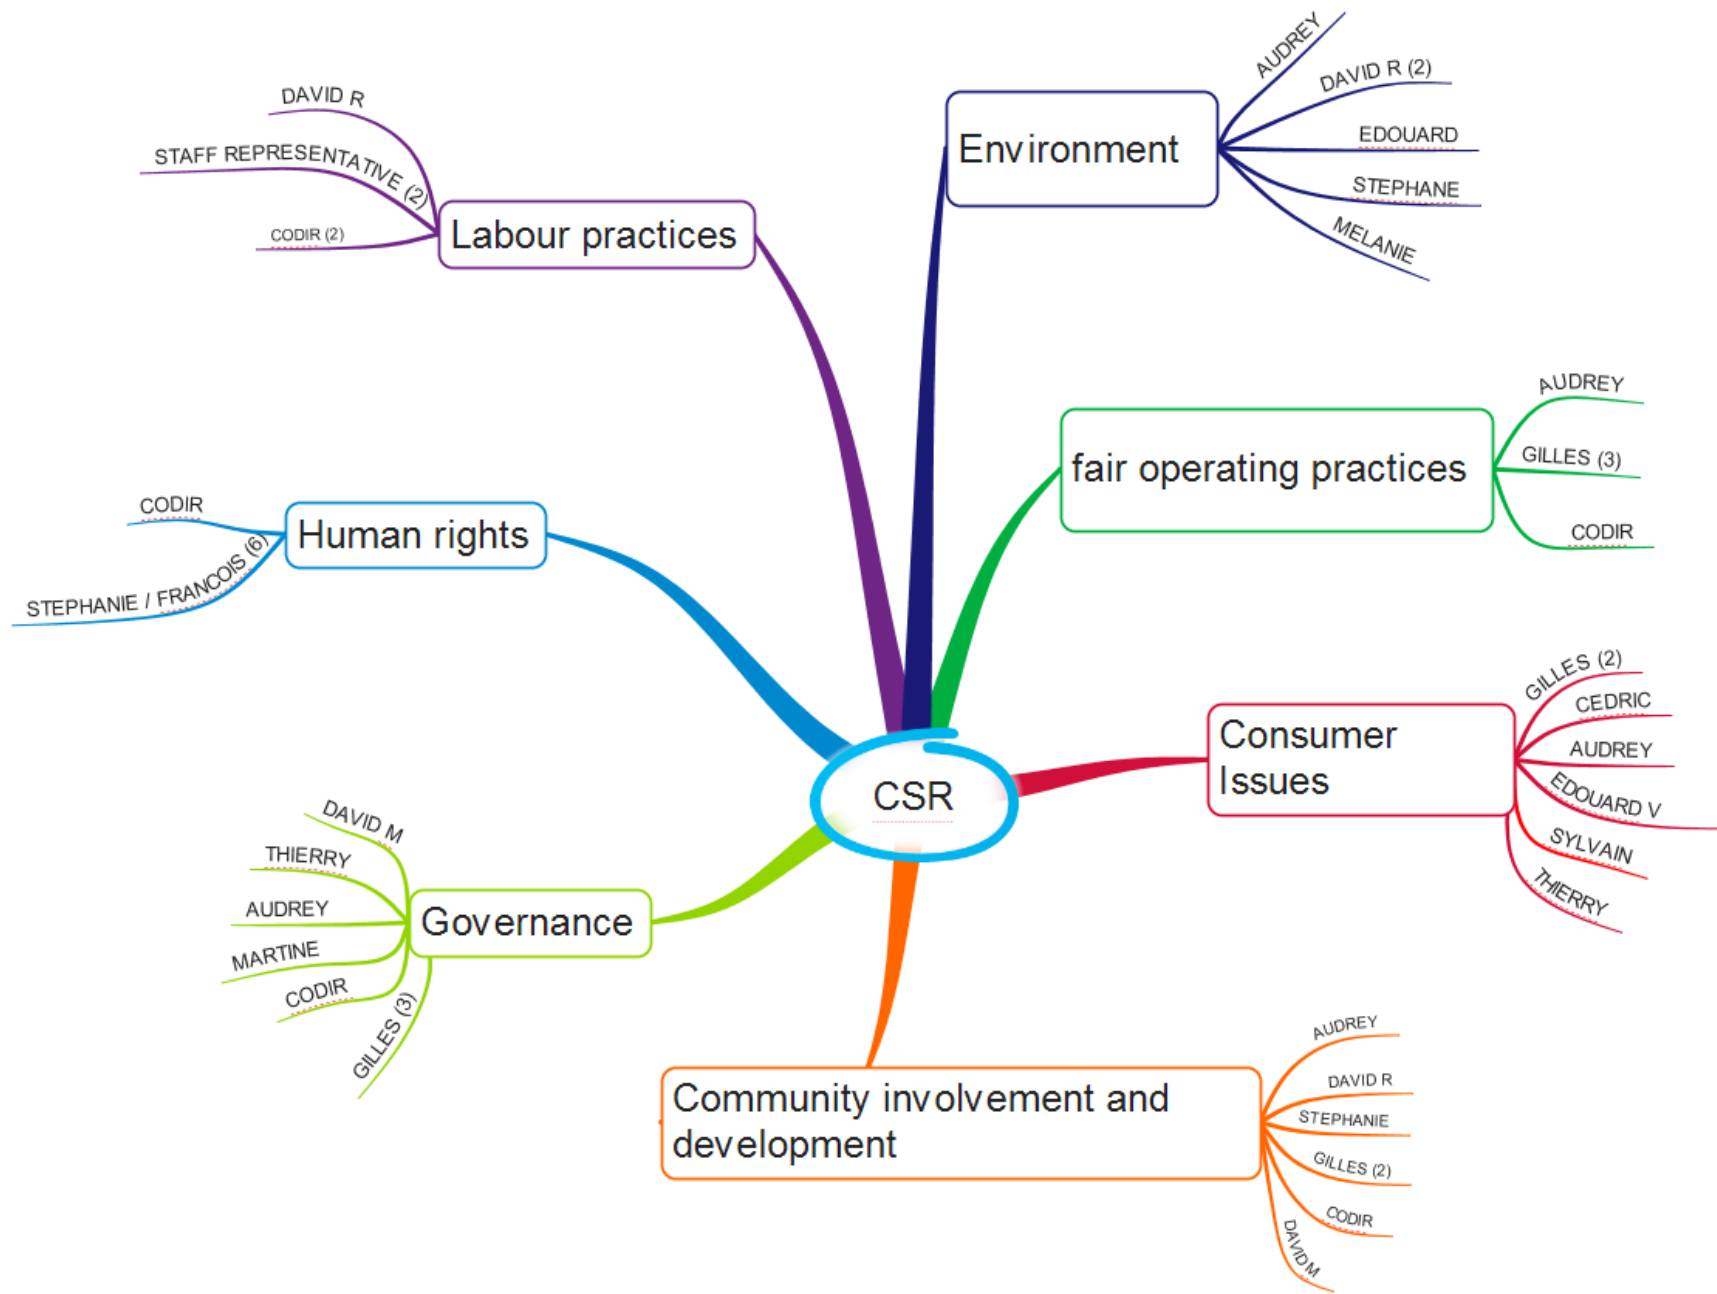 AUDREY
DAVID R (2)
EDOUARD
STEPHANE
MELANIE
Environment
DAVID R
STAFF REPRESENTATIVE (2)
CODIR (2)
Labour practices
AUDREY
GILLES (3)
CODIR
fair operating practices
CODIR
STEPHANIE / FRANCOIS (6)
Human rights
GILLES (2)
CEDRIC
AUDREY
EDOUARD V
SYLVAIN
THIERRY
Consumer
Issues
CSR
DAVID M
THIERRY
AUDREY
MARTINE
CODIR
GILLES (3)
Governance
Community involvement and
development
AUDREY
DAVID R
STEPHANIE
GILLES (2)
CODIR
DAVID M